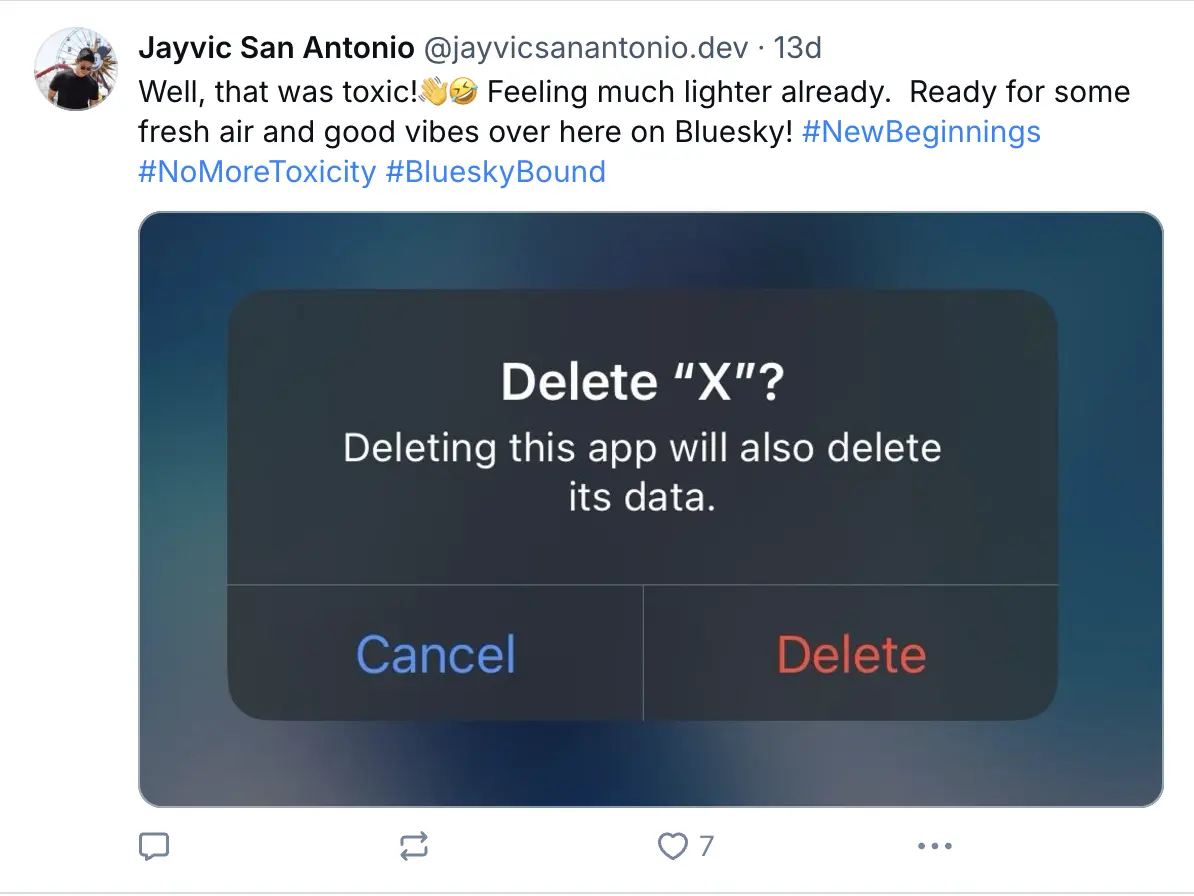 Jayvic San Antonio @jayvicsanantonio.dev · 13d
Well, that was toxic!👋🤣 Feeling much lighter already.  Ready for some
fresh air and good vibes over here on Bluesky! #NewBeginnings
#NoMoreToxicity #BlueskyBound
Delete “X”?
Deleting this app will also delete
its data.
Cancel Delete
7